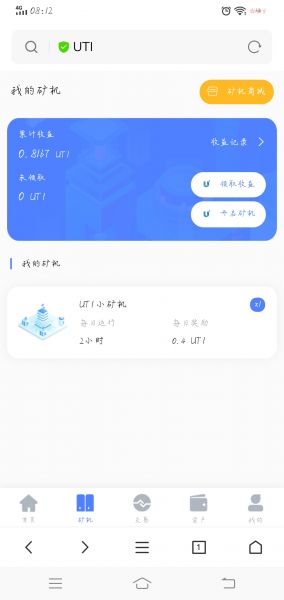 4G 08:12
UTI
我的矿机
矿机商城
累计收益
0.8167 UTI
收益记录
未领取
0 UTI
领取收益
开启矿机
我的矿机
UTI小矿机
x1
每日运行
每日奖励
2小时
0.4 UTI
首页
矿机
交易
资产
我的
1